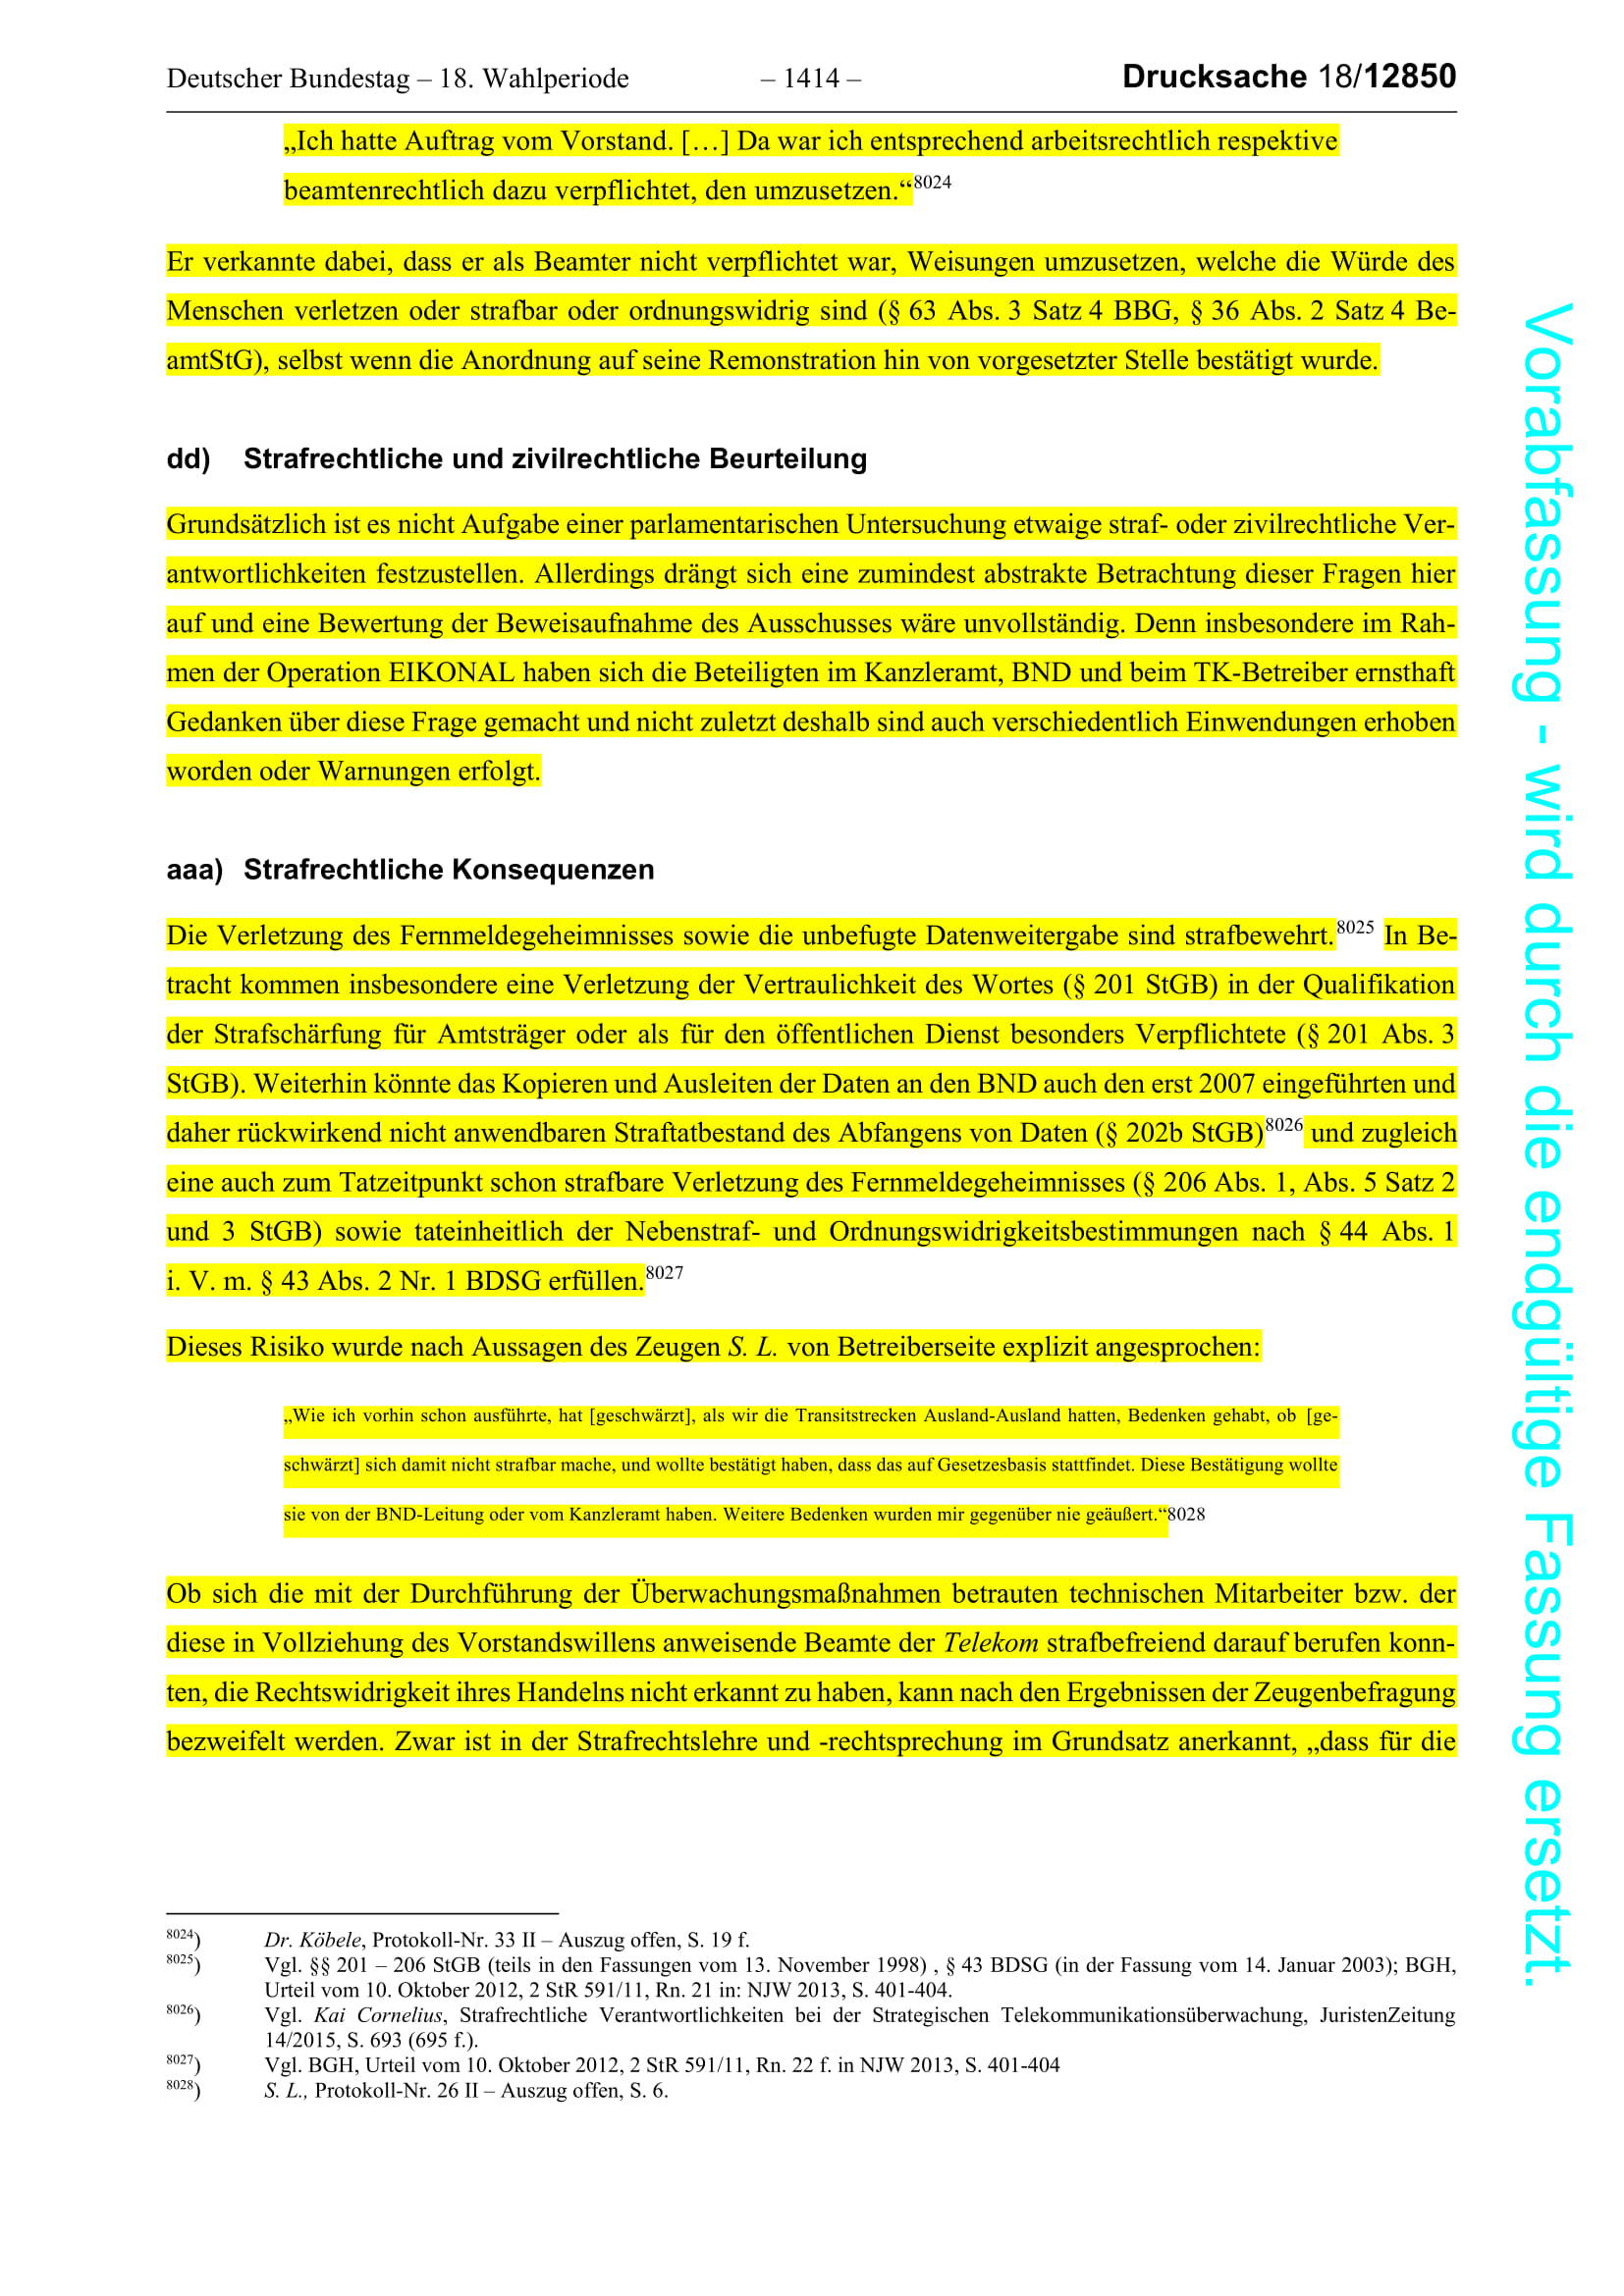 Deutscher Bundestag – 18. Wahlperiode – 1414 – Drucksache 18/12850
„Ich hatte Auftrag vom Vorstand. […] Da war ich entsprechend arbeitsrechtlich respektive
beamtenrechtlich dazu verpflichtet, den umzusetzen.“8024
Er verkannte dabei, dass er als Beamter nicht verpflichtet war, Weisungen umzusetzen, welche die Würde des
Menschen verletzen oder strafbar oder ordnungswidrig sind (§ 63 Abs. 3 Satz 4 BBG, § 36 Abs. 2 Satz 4 Be-
amtStG), selbst wenn die Anordnung auf seine Remonstration hin von vorgesetzter Stelle bestätigt wurde.
dd) Strafrechtliche und zivilrechtliche Beurteilung
Grundsätzlich ist es nicht Aufgabe einer parlamentarischen Untersuchung etwaige straf- oder zivilrechtliche Ver-
antwortlichkeiten festzustellen. Allerdings drängt sich eine zumindest abstrakte Betrachtung dieser Fragen hier
auf und eine Bewertung der Beweisaufnahme des Ausschusses wäre unvollständig. Denn insbesondere im Rah-
men der Operation EIKONAL haben sich die Beteiligten im Kanzleramt, BND und beim TK-Betreiber ernsthaft
Gedanken über diese Frage gemacht und nicht zuletzt deshalb sind auch verschiedentlich Einwendungen erhoben
worden oder Warnungen erfolgt.
aaa) Strafrechtliche Konsequenzen
Die Verletzung des Fernmeldegeheimnisses sowie die unbefugte Datenweitergabe sind strafbewehrt.8025 In Be-
tracht kommen insbesondere eine Verletzung der Vertraulichkeit des Wortes (§ 201 StGB) in der Qualifikation
der Strafschärfung für Amtsträger oder als für den öffentlichen Dienst besonders Verpflichtete (§ 201 Abs. 3
StGB). Weiterhin könnte das Kopieren und Ausleiten der Daten an den BND auch den erst 2007 eingeführten und
daher rückwirkend nicht anwendbaren Straftatbestand des Abfangens von Daten (§ 202b StGB)8026 und zugleich
eine auch zum Tatzeitpunkt schon strafbare Verletzung des Fernmeldegeheimnisses (§ 206 Abs. 1, Abs. 5 Satz 2
und 3 StGB) sowie tateinheitlich der Nebenstraf- und Ordnungswidrigkeitsbestimmungen nach § 44 Abs. 1
i. V. m. § 43 Abs. 2 Nr. 1 BDSG erfüllen.8027
Dieses Risiko wurde nach Aussagen des Zeugen S. L. von Betreiberseite explizit angesprochen:
„Wie ich vorhin schon ausführte, hat [geschwärzt], als wir die Transitstrecken Ausland-Ausland hatten, Bedenken gehabt, ob [ge-
schwärzt] sich damit nicht strafbar mache, und wollte bestätigt haben, dass das auf Gesetzesbasis stattfindet. Diese Bestätigung wollte
sie von der BND-Leitung oder vom Kanzleramt haben. Weitere Bedenken wurden mir gegenüber nie geäußert.“8028
Ob sich die mit der Durchführung der Überwachungsmaßnahmen betrauten technischen Mitarbeiter bzw. der
diese in Vollziehung des Vorstandswillens anweisende Beamte der Telekom strafbefreiend darauf berufen konn-
ten, die Rechtswidrigkeit ihres Handelns nicht erkannt zu haben, kann nach den Ergebnissen der Zeugenbefragung
bezweifelt werden. Zwar ist in der Strafrechtslehre und -rechtsprechung im Grundsatz anerkannt, „dass für die
8024) Dr. Köbele, Protokoll-Nr. 33 II – Auszug offen, S. 19 f.
8025) Vgl. §§ 201 – 206 StGB (teils in den Fassungen vom 13. November 1998) , § 43 BDSG (in der Fassung vom 14. Januar 2003); BGH,
Urteil vom 10. Oktober 2012, 2 StR 591/11, Rn. 21 in: NJW 2013, S. 401-404.
8026) Vgl. Kai Cornelius, Strafrechtliche Verantwortlichkeiten bei der Strategischen Telekommunikationsüberwachung, JuristenZeitung
14/2015, S. 693 (695 f.).
8027) Vgl. BGH, Urteil vom 10. Oktober 2012, 2 StR 591/11, Rn. 22 f. in NJW 2013, S. 401-404
8028) S. L., Protokoll-Nr. 26 II – Auszug offen, S. 6.
Vorabfassung - wird durch die endgültige Fassung ersetzt.